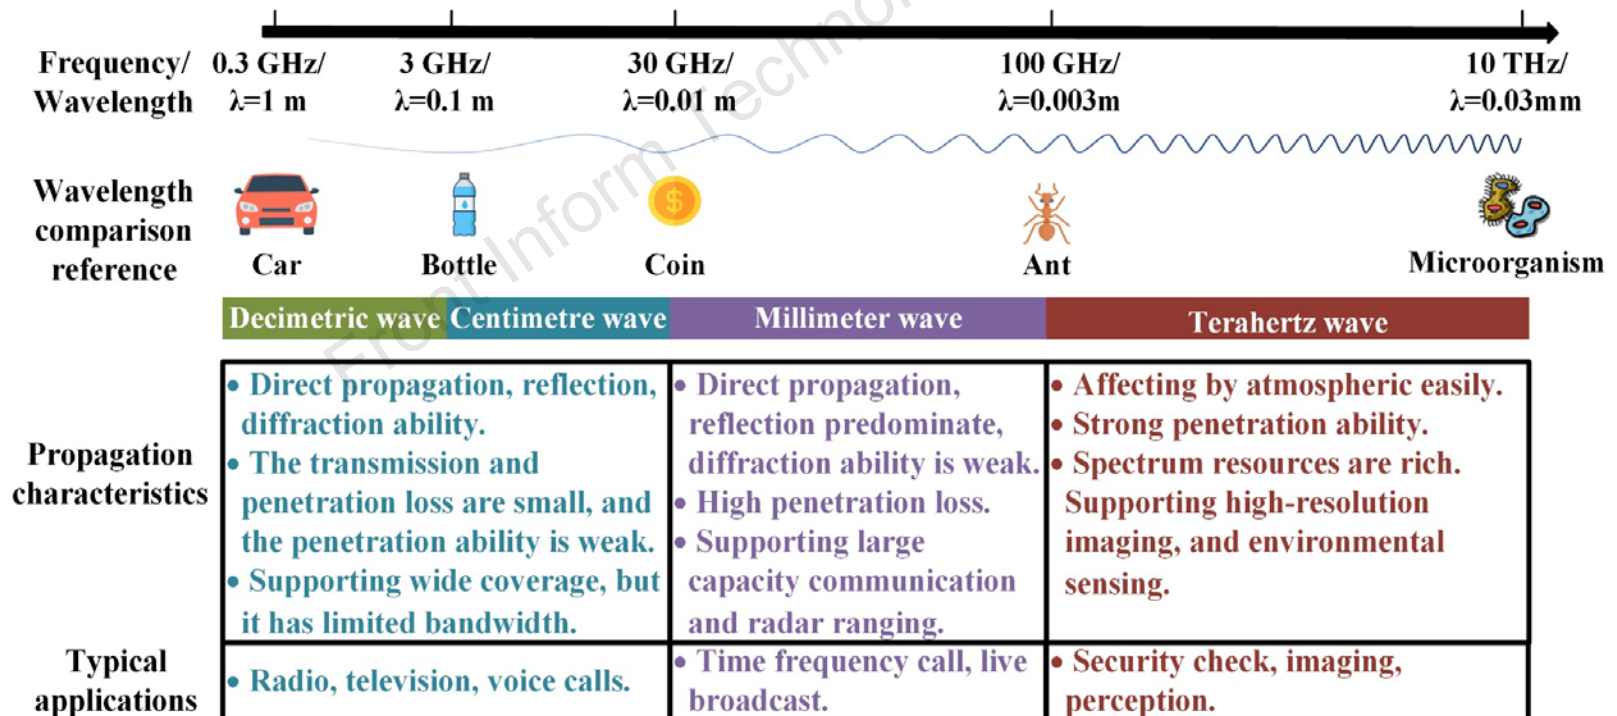 Frequency/ 0.3 GHz/ 3 GHz/ 30 GHz/ 100 GHz/ 10 THz/
Wavelength λ=1 m λ=0.1 m λ=0.01 m λ=0.003m λ=0.03mm
Wavelength
comparison
reference
$
Car Bottle Coin Ant Microorganism
Decimetric wave Centimetre wave Millimeter wave Terahertz wave
Propagation
characteristics
• Direct propagation, reflection,
diffraction ability.
• The transmission and
penetration loss are small, and
the penetration ability is weak.
• Supporting wide coverage, but
it has limited bandwidth.
• Direct propagation,
reflection predominate,
diffraction ability is weak.
• High penetration loss.
• Supporting large
capacity communication
and radar ranging.
• Affecting by atmospheric easily.
• Strong penetration ability.
• Spectrum resources are rich.
Supporting high-resolution
imaging, and environmental
sensing.
Typical
applications
• Radio, television, voice calls.
• Time frequency call, live
broadcast.
• Security check, imaging,
perception.
Front Inform Techno